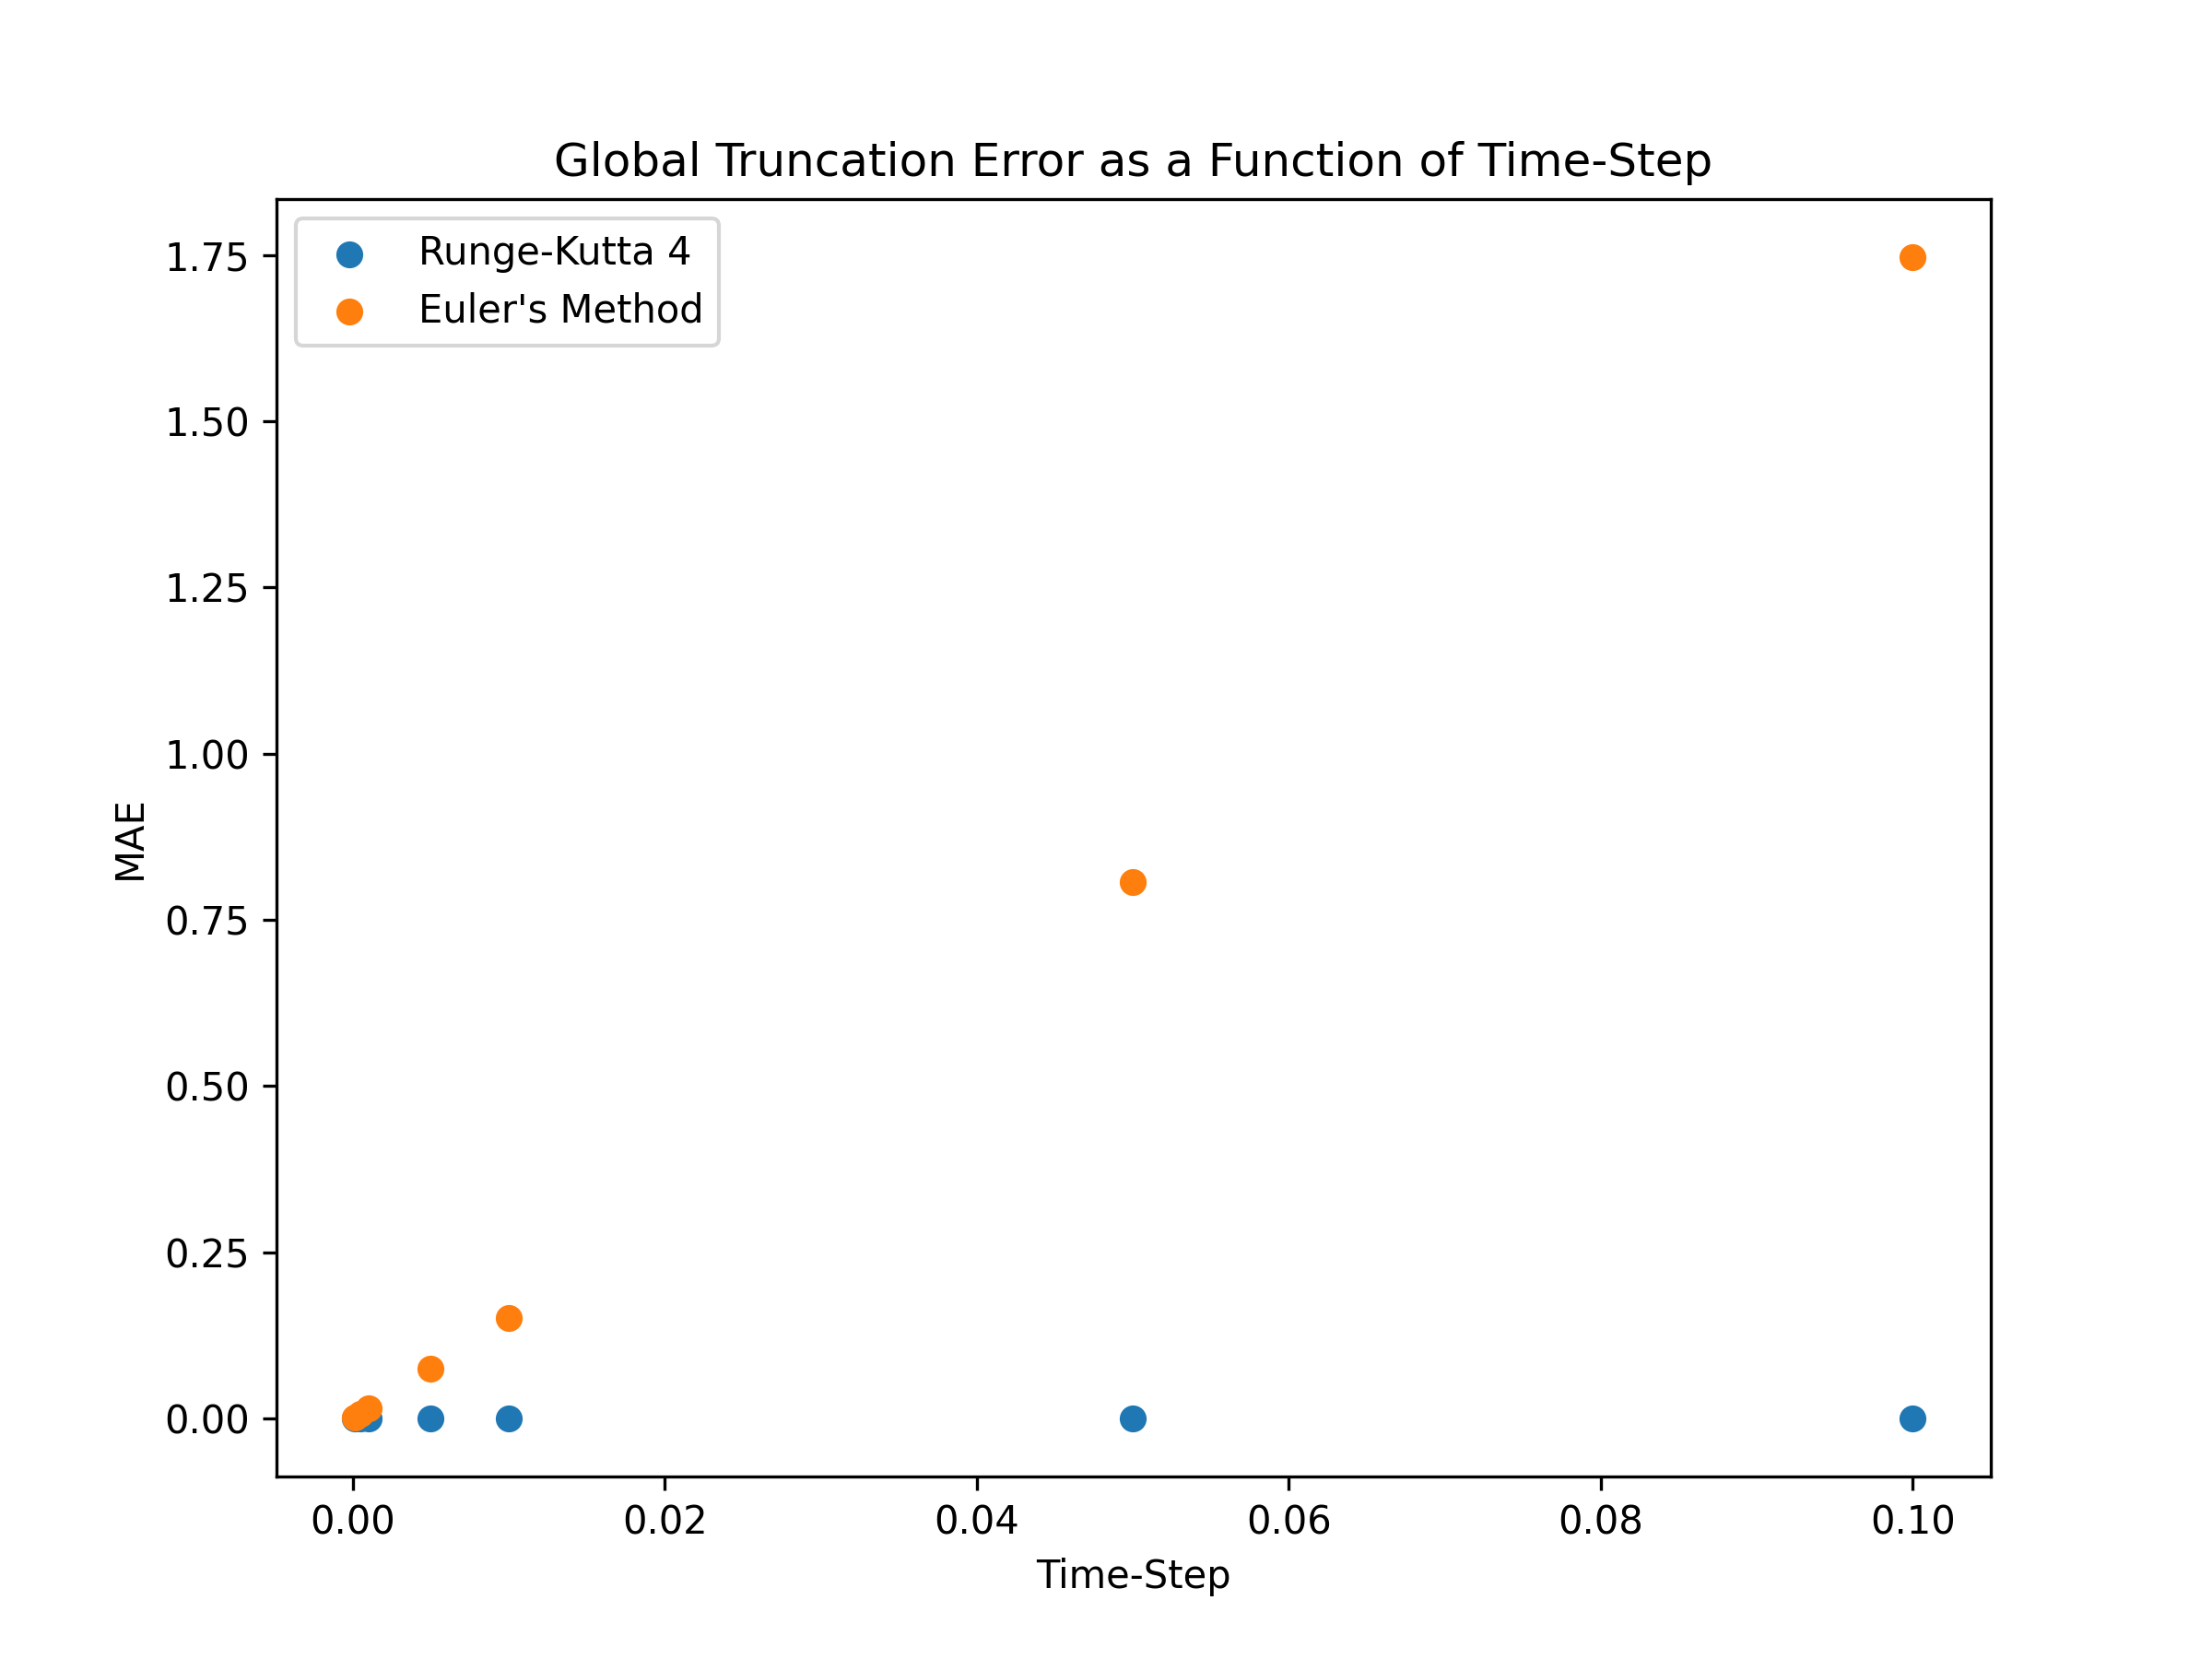 Global Truncation Error as a Function of Time-Step
Runge-Kutta 4
Euler's Method
1.75
1.50
1.25
1.00
0.75
0.50
0.25
0.00
MAE
0.00 0.02 0.04 0.06 0.08 0.10
Time-Step